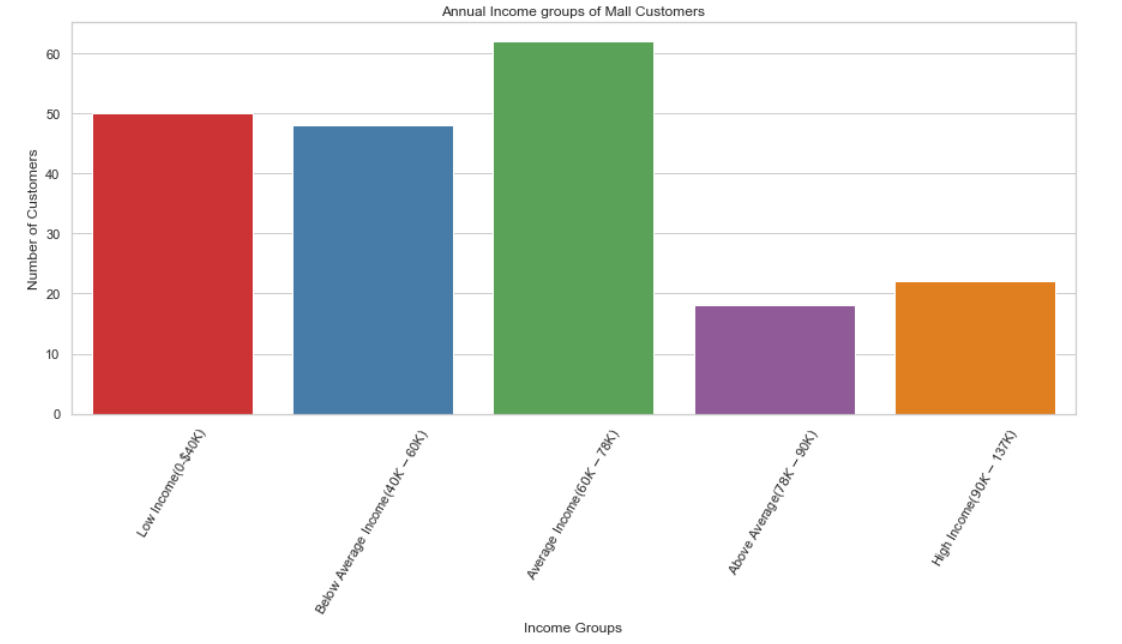 Annual Income groups of Mall Customers
Number of Customers
60
50
40
30
20
10
0
Low Income(0-$40K)
Below Average Income(40K − 60K)
Average Income(60K − 78K)
Above Average(78K − 90K)
High Income(90K − 137K)
Income Groups